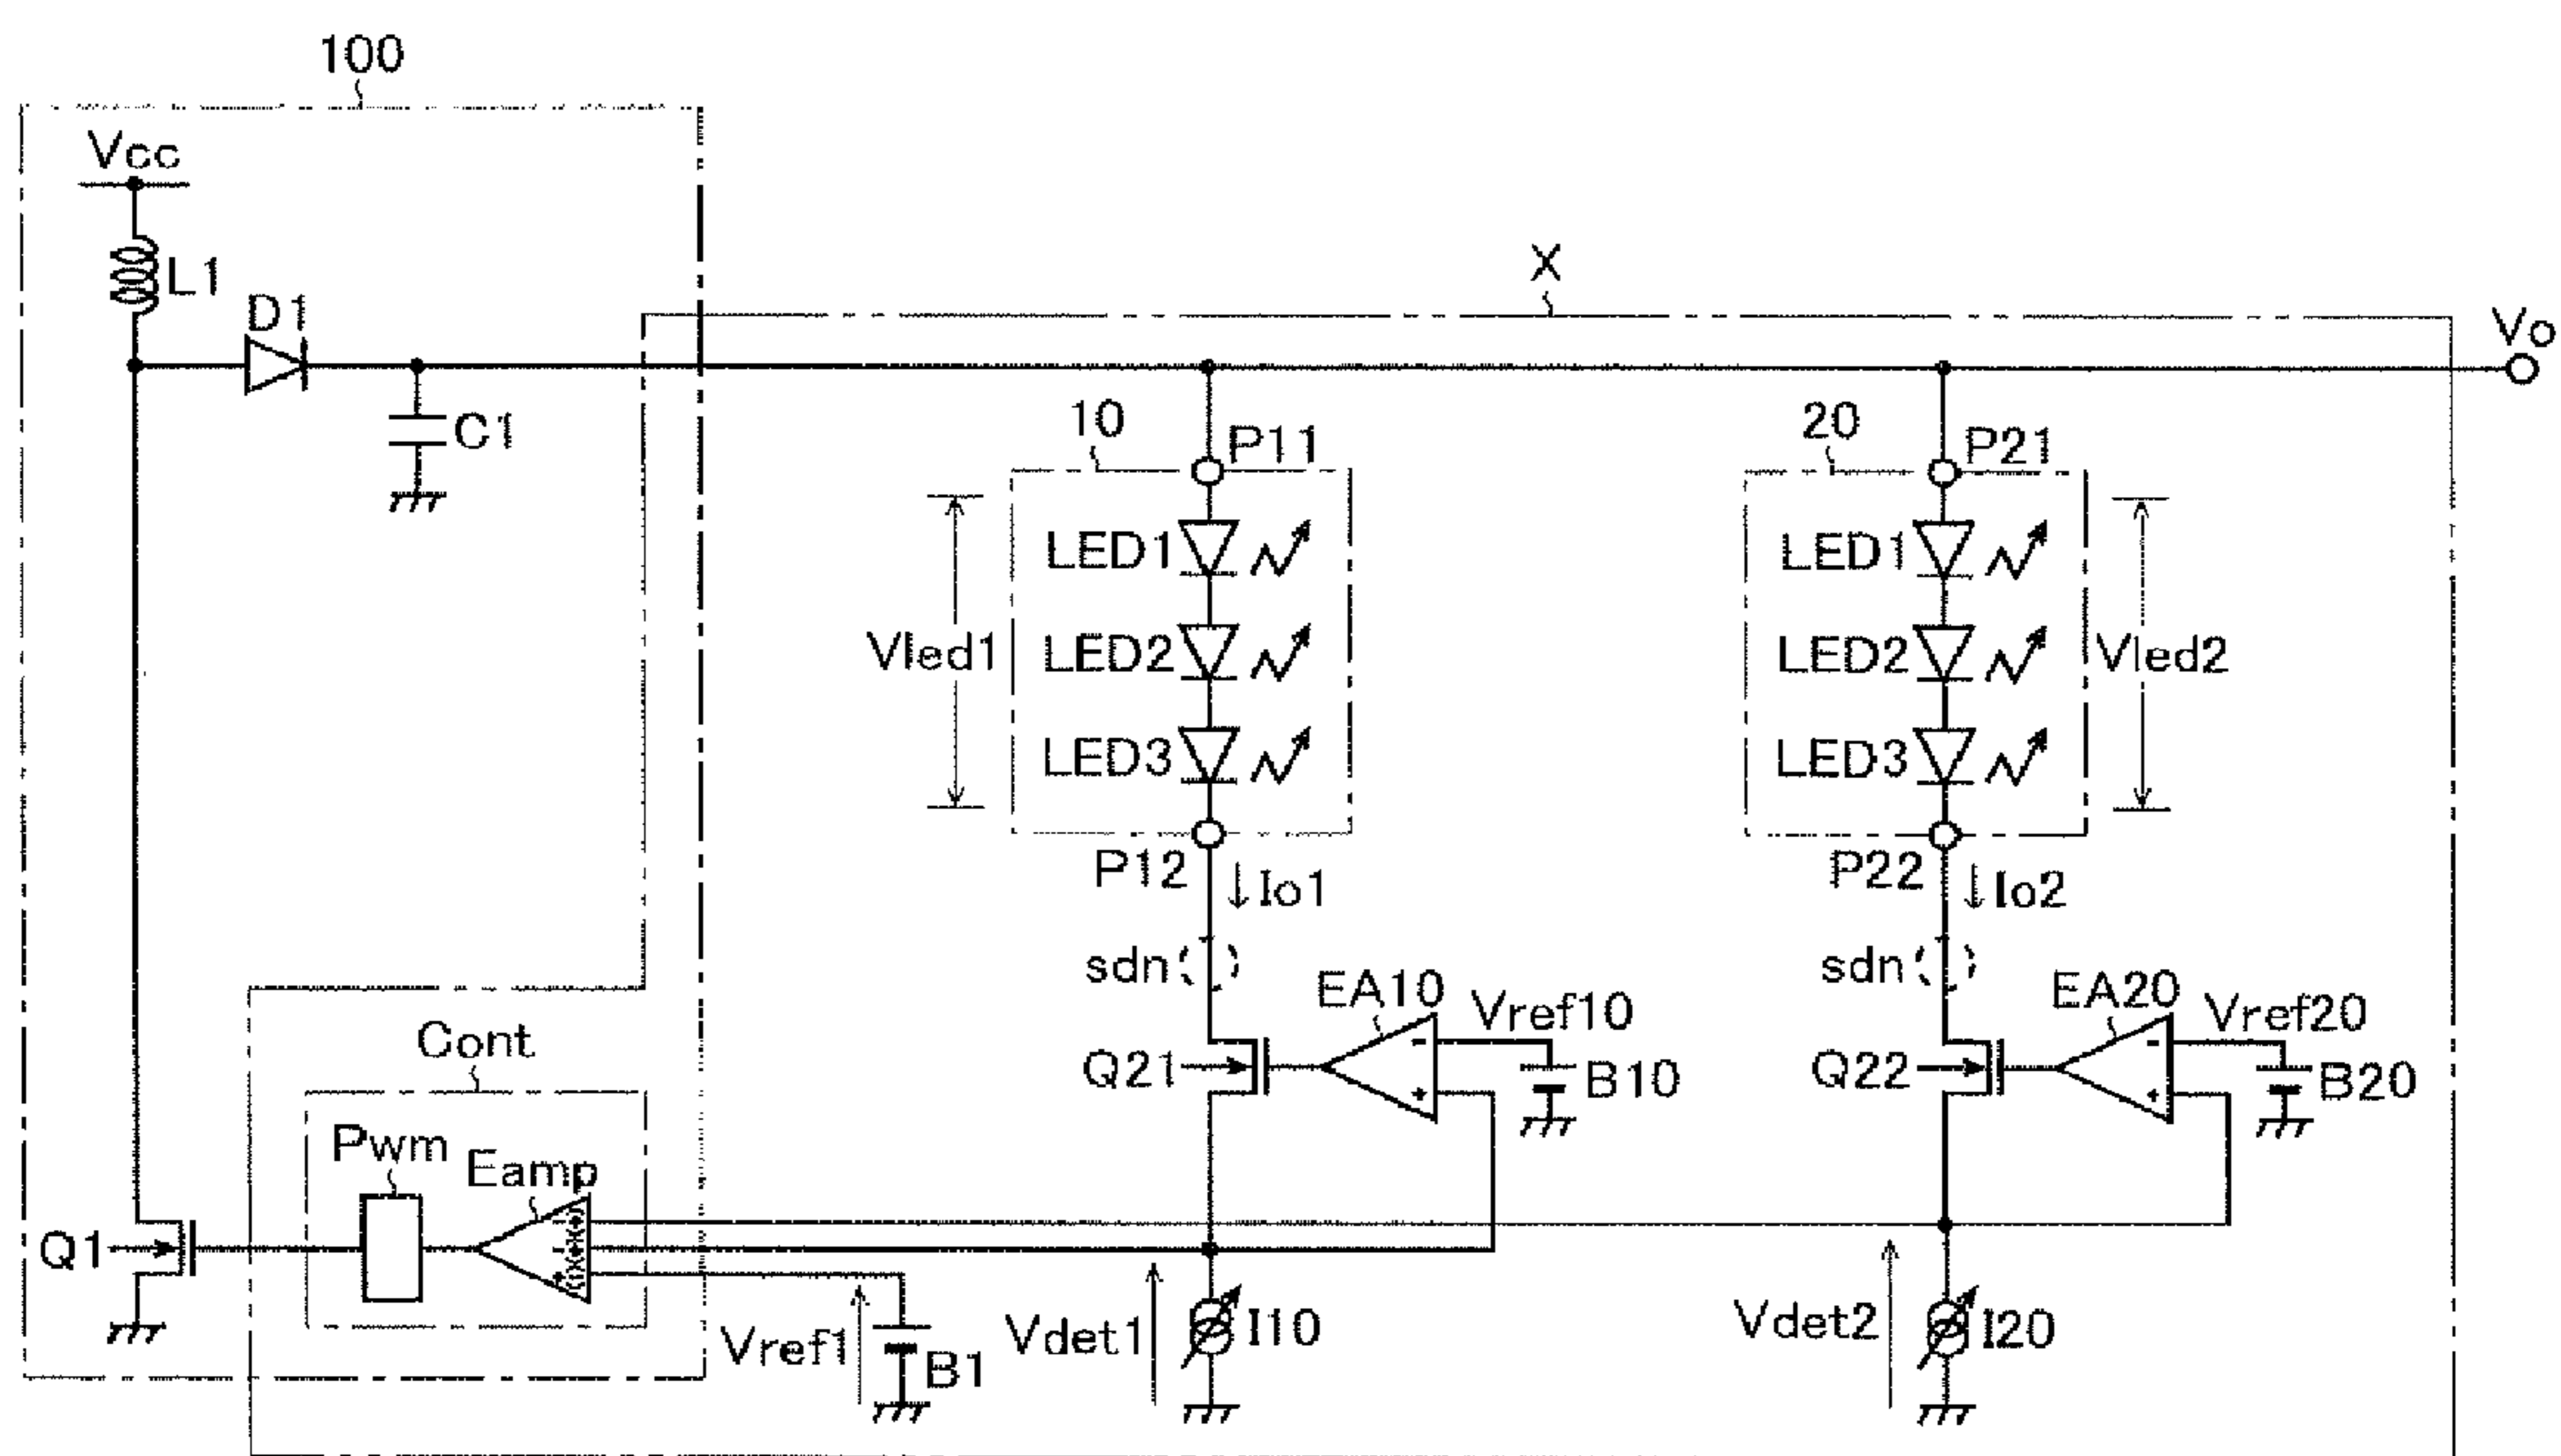 100
Vcc
L1
D1
C1
X
Vo
10
P11
LED1
LED2
LED3
Vled1
P12
Io1
sdn
20
P21
LED1
LED2
LED3
Vled2
P22
Io2
sdn
EA10
Vref10
Q21
- +
B10
EA20
Vref20
Q22
- +
B20
Cont
Pwm
Eamp
Q1
Vref1
B1
Vdet1
I10
Vdet2
I20